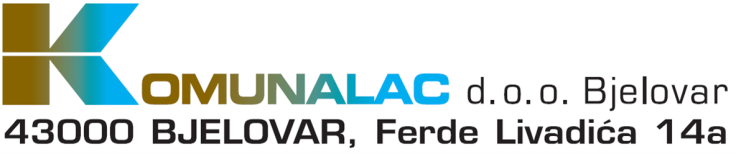 KOMUNALAC d.o.o. Bjelovar
43000 BJELOVAR, Ferde Livadića 14a